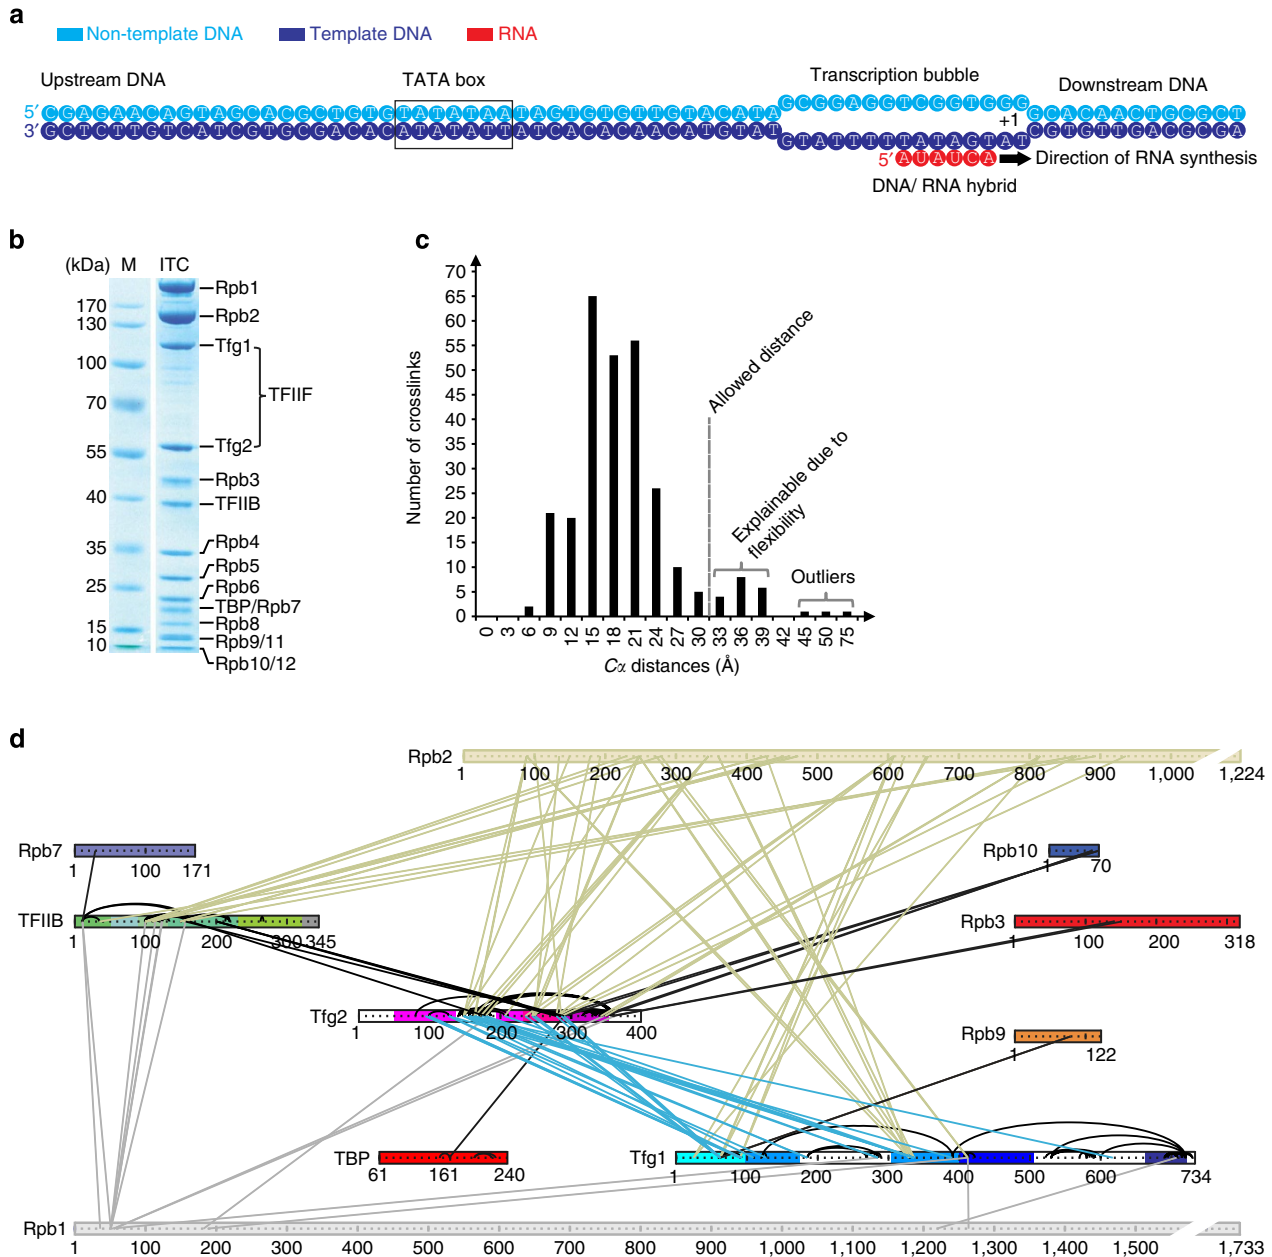 a
Non-template DNA Template DNA RNA
Upstream DNA TATA box Transcription bubble Downstream DNA
5′ CGAGAACAGTAGCACGCTGTGTATATAATAGTGTGTTGTACATAGCGGAGGTCGGTGGGGCACAACTGCGCT
+1
3′ GCTCTTGTCATCGTGCGACACATATATTATCACACAACATGTATGTATTTTTATAGTATCGTGTTGACGCGA
5′ AUAUCA Direction of RNA synthesis
DNA/ RNA hybrid
b
(kDa) M ITC
170
130
100
70
55
40
35
25
15
10
Rpb1
Rpb2
Tfg1
TFIIF
Tfg2
Rpb3
TFIIB
Rpb4
Rpb5
Rpb6
TBP/Rpb7
Rpb8
Rpb9/11
Rpb10/12
c
Number of crosslinks
70
65
60
55
50
45
40
35
30
25
20
15
10
5
0
Allowed distance
Explainable due to
flexibility
Outliers
0 3 6 9 12 15 18 21 24 27 30 33 36 39 42 45 50 75
Cα distances (Å)
d
Rpb2
1 100 200 300 400 500 600 700 800 900 1,000 1,224
Rpb7
1 100 171
Rpb10
1 70
TFIIB
1 100 200 300 345
Rpb3
1 100 200 318
Tfg2
1 100 200 300 400
Rpb9
1 122
TBP
61 161 240
Tfg1
1 100 200 300 400 500 600 734
Rpb1
1 100 200 300 400 500 600 700 800 900 1,000 1,100 1,200 1,300 1,400 1,500 1,733